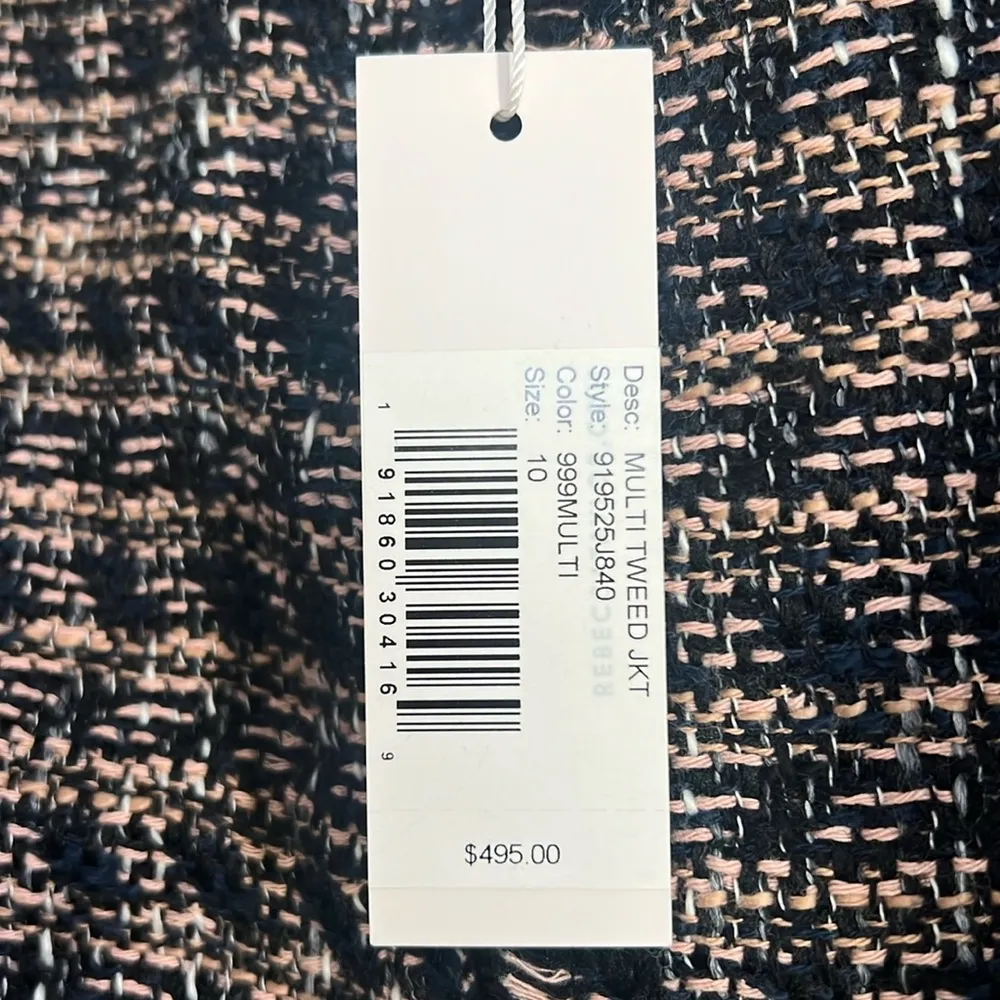 Desc: MULTI TWEED JKT
Style: 919525J840
Color: 999MULTI
Size: 10
1 91860 30416 9
$495.00